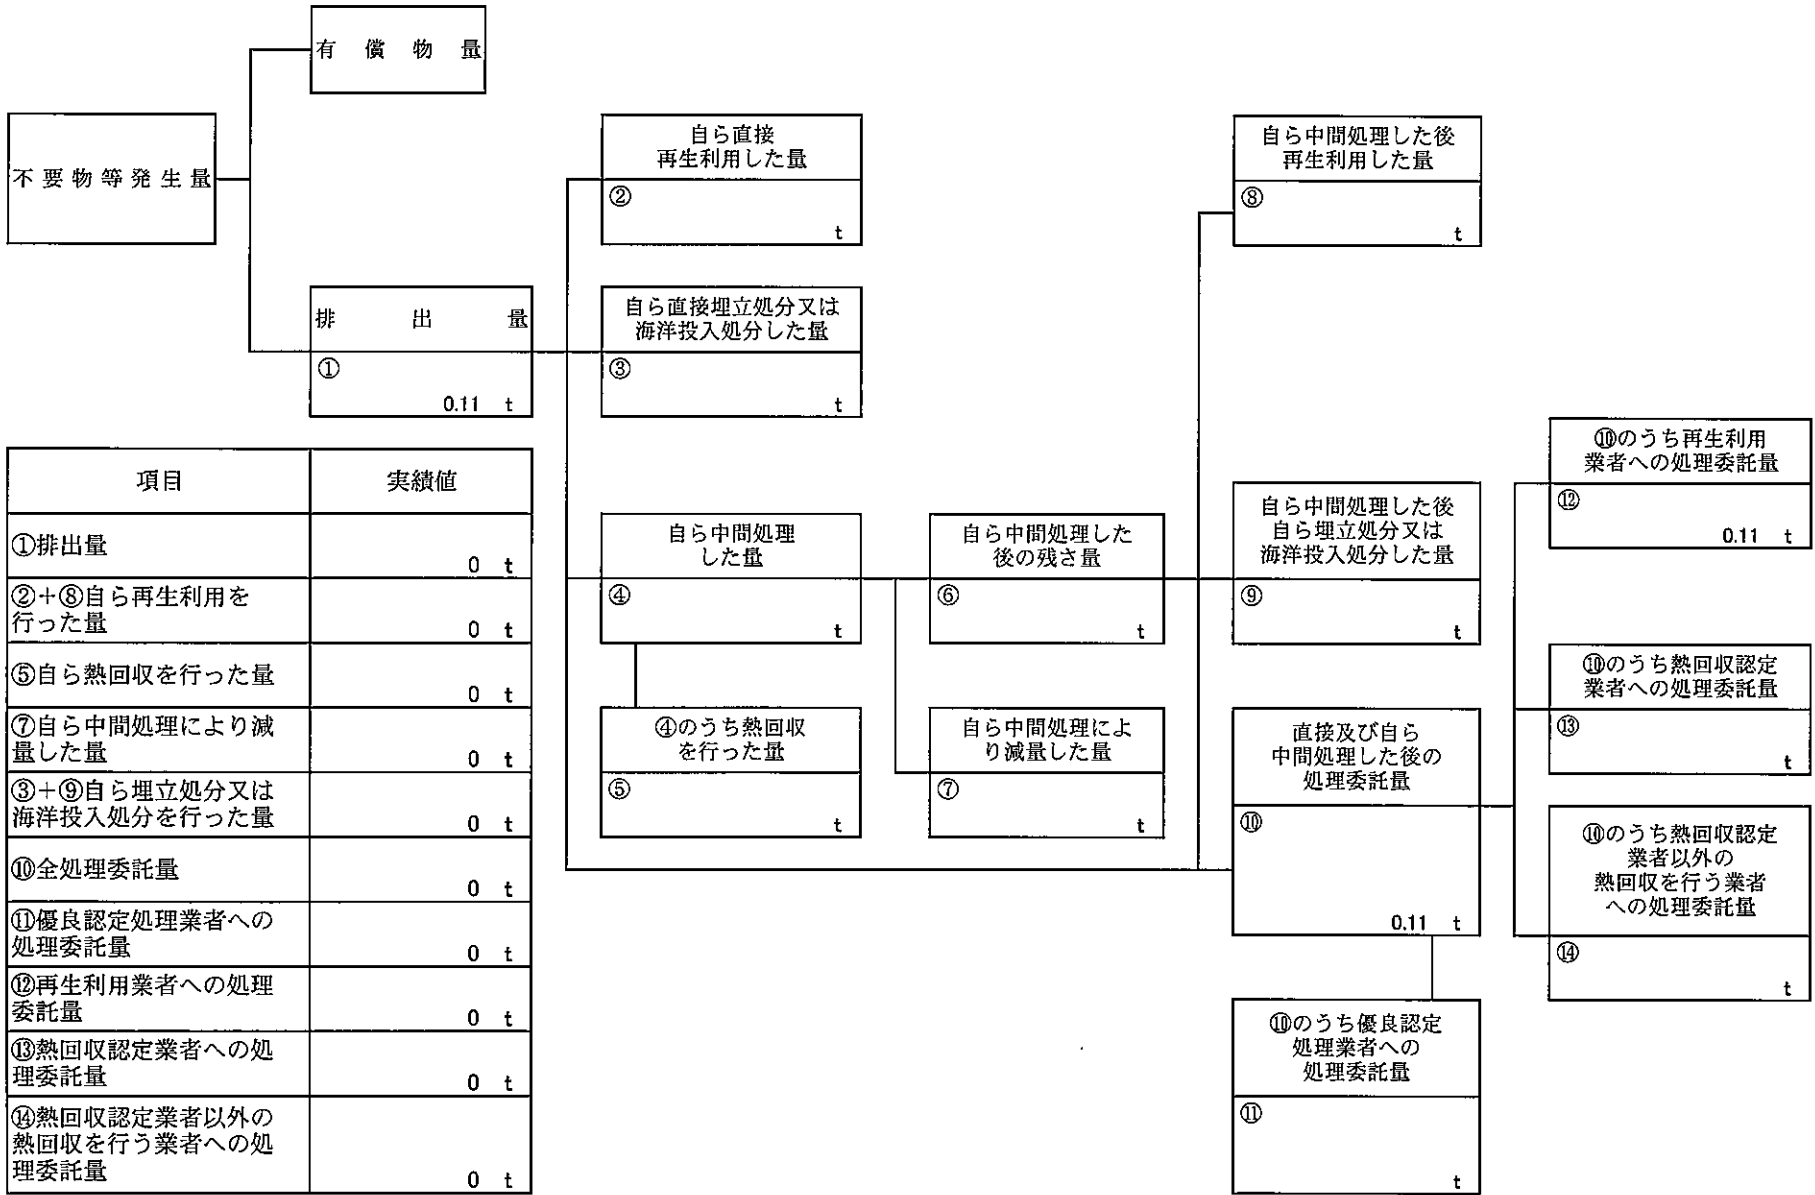 有償物量
不要物等発生量
排出量
①
0.11 t
自ら直接
再生利用した量
②
t
自ら直接埋立処分又は
海洋投入処分した量
③
t
自ら中間処理
した量
④
t
④のうち熱回収
を行った量
⑤
t
自ら中間処理した
後の残さ量
⑥
t
自ら中間処理によ
り減量した量
⑦
t
自ら中間処理した後
再生利用した量
⑧
t
自ら中間処理した後
自ら埋立処分又は
海洋投入処分した量
⑨
t
直接及び自ら
中間処理した後の
処理委託量
⑩
0.11 t
⑩のうち優良認定
処理業者への
処理委託量
⑪
t
⑩のうち再生利用
業者への処理委託量
⑫
0.11 t
⑩のうち熱回収認定
業者への処理委託量
⑬
t
⑩のうち熱回収認定
業者以外の
熱回収を行う業者
への処理委託量
⑭
t
項目 実績値
①排出量
0 t
②+⑧自ら再生利用を
行った量
0 t
⑤自ら熱回収を行った量
0 t
⑦自ら中間処理により減
量した量
0 t
③+⑨自ら埋立処分又は
海洋投入処分を行った量
0 t
⑩全処理委託量
0 t
⑪優良認定処理業者への
処理委託量
0 t
⑫再生利用業者への処理
委託量
0 t
⑬熱回収認定業者への処
理委託量
0 t
⑭熱回収認定業者以外の
熱回収を行う業者への処
理委託量
0 t